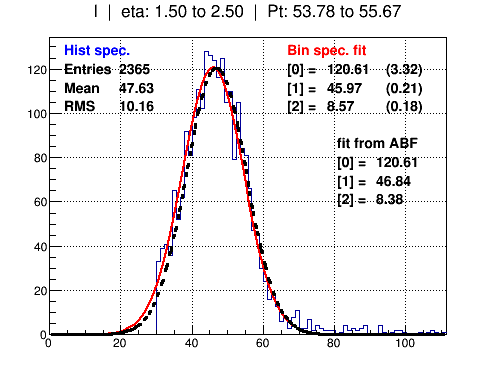 I | eta: 1.50 to 2.50 | Pt: 53.78 to 55.67
Hist spec.
Entries 2365
Mean 47.63
RMS 10.16
Bin spec. fit
[0] = 120.61 (3.32)
[1] = 45.97 (0.21)
[2] = 8.57 (0.18)
fit from ABF
[0] = 120.61
[1] = 46.84
[2] = 8.38
120
100
80
60
40
20
0
0 20 40 60 80 100